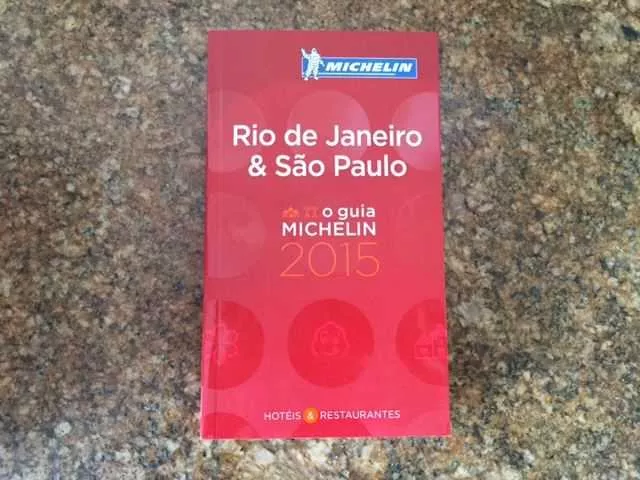 MICHELIN
Rio de Janeiro
& São Paulo
o guia
MICHELIN
2015
HOTÉIS & RESTAURANTES